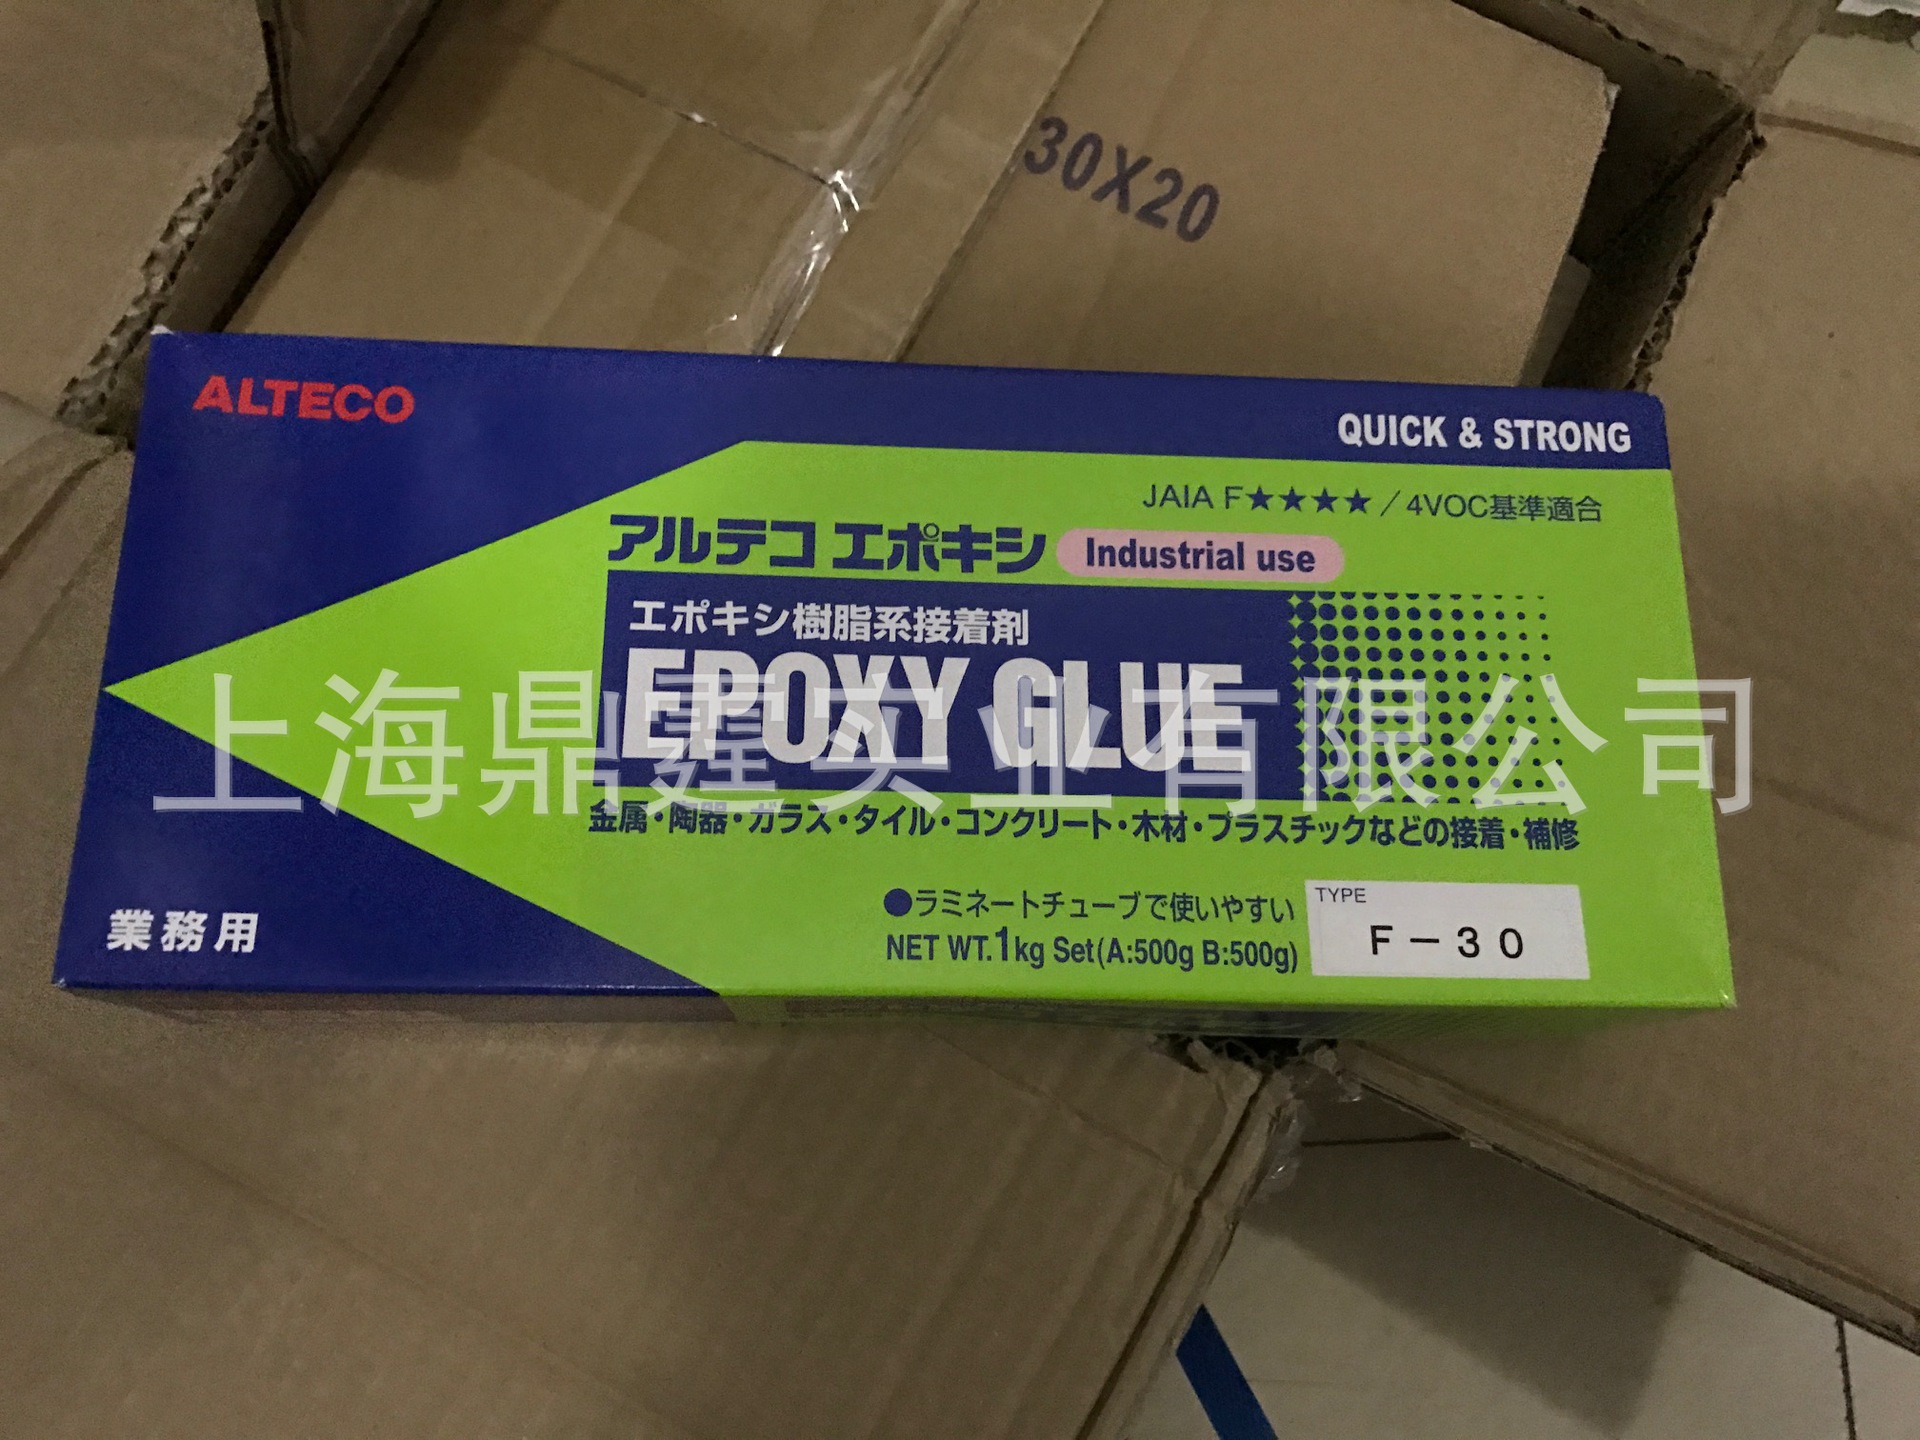 30X20
ALTECO
QUICK & STRONG
JAIA F★★★★/4VOC基準適合
アルテコ エポキシ Industrial use
エポキシ樹脂系接着剤
EPOXY GLUE
上海鼎霆实业有限公司
金属・陶器・ガラス・タイル・コンクリート・木材・プラスチックなどの接着・補修
●ラミネートチューブで使いやすい
NET WT.1kg Set(A:500g B:500g)
TYPE
F-30
業務用